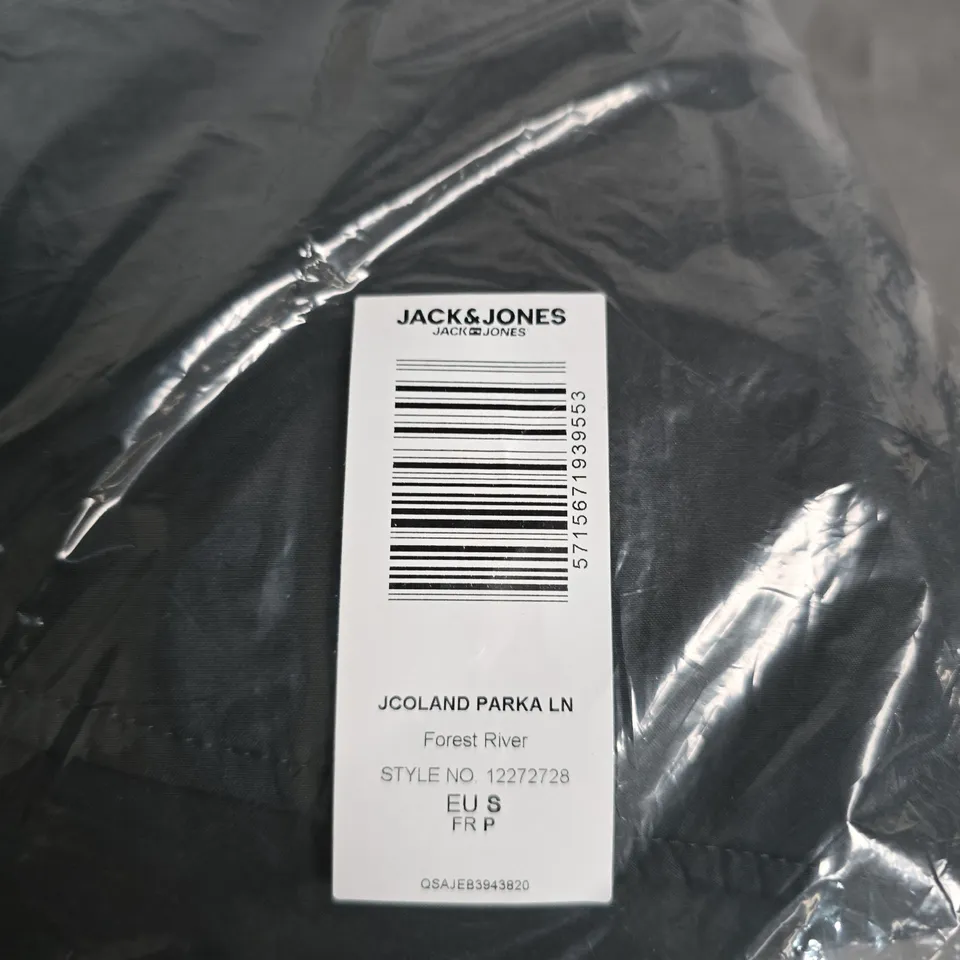 JACK&JONES
JACK JONES
5715671939553
JCOLAND PARKA LN
Forest River
STYLE NO. 12272728
EU S
FR P
QSAJEB3943820